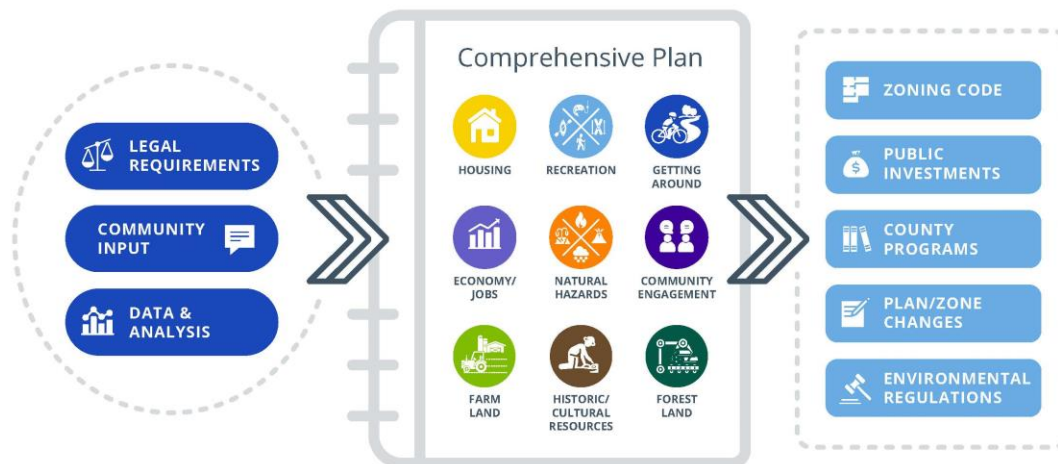 LEGAL
REQUIREMENTS
COMMUNITY
INPUT
DATA &
ANALYSIS
Comprehensive Plan
HOUSING
RECREATION
GETTING
AROUND
ECONOMY/
JOBS
NATURAL
HAZARDS
COMMUNITY
ENGAGEMENT
FARM
LAND
HISTORIC/
CULTURAL
RESOURCES
FOREST
LAND
ZONING CODE
PUBLIC
INVESTMENTS
COUNTY
PROGRAMS
PLAN/ZONE
CHANGES
ENVIRONMENTAL
REGULATIONS